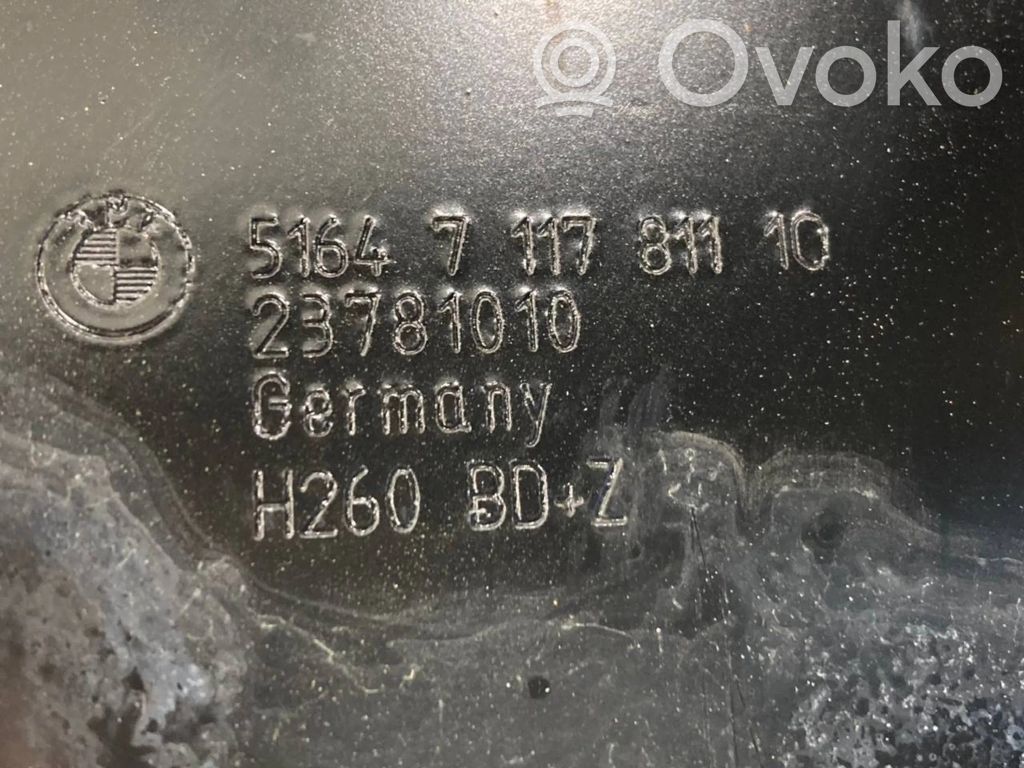 Ovoko
5164 7 117 811 10
23781010
Germany
H260 BD+Z